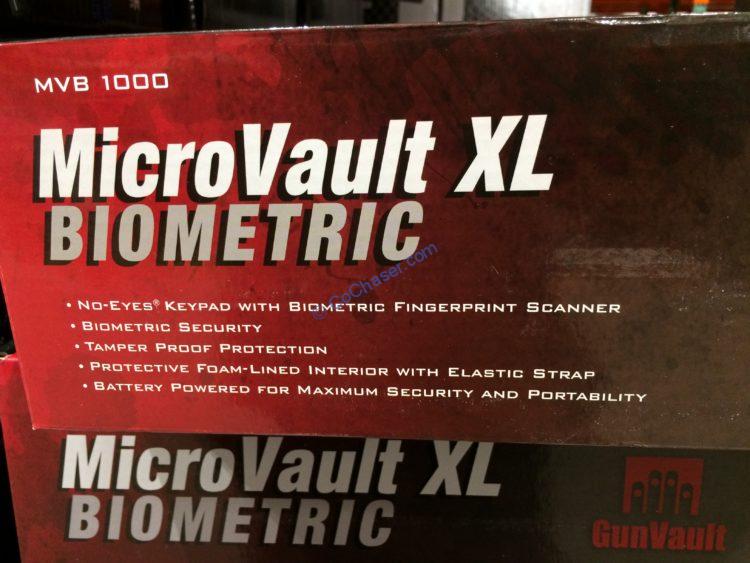 MVB 1000
MicroVault XL
BIOMETRIC
• No-Eyes® Keypad with Biometric Fingerprint Scanner
• Biometric Security
• Tamper Proof Protection
• Protective Foam-Lined Interior with Elastic Strap
• Battery Powered for Maximum Security and Portability
© CoChaser.com
MicroVault XL
BIOMETRIC
GunVault